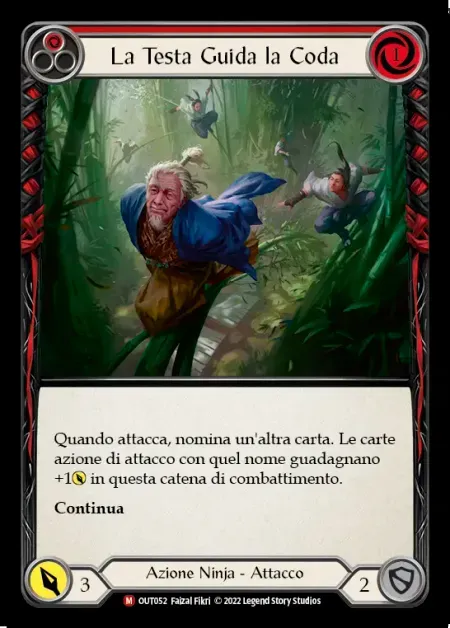 La Testa Guida la Coda
1
Quando attacca, nomina un'altra carta. Le carte
azione di attacco con quel nome guadagnano
+1 in questa catena di combattimento.
Continua
3
Azione Ninja - Attacco
2
M OUT052 Faizal Fikri © 2022 Legend Story Studios